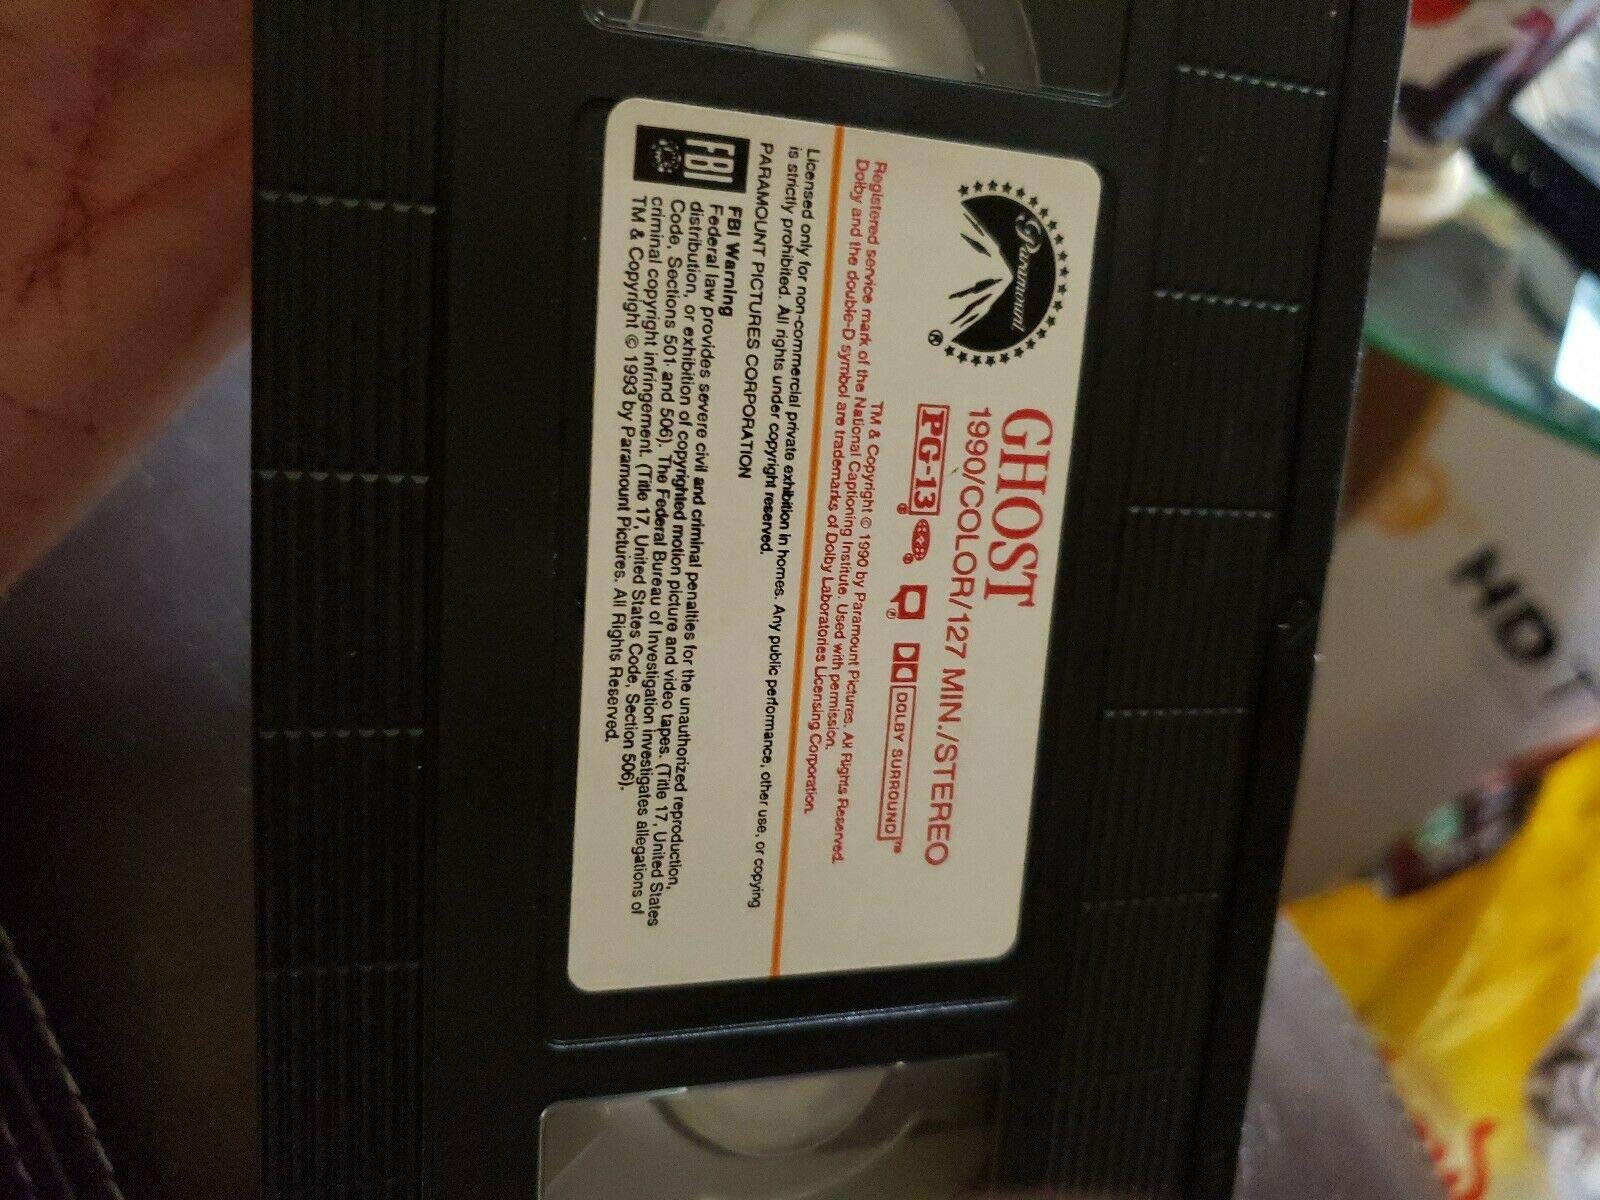 Paramount
®
GHOST
1990/COLOR/127 MIN./STEREO
PG-13 ® ® ® DOLBY SURROUND ™
TM & Copyright © 1990 by Paramount Pictures. All Rights Reserved.
Registered service mark of the National Captioning Institute. Used with permission.
Dolby and the double-D symbol are trademarks of Dolby Laboratories Licensing Corporation.
Licensed only for non-commercial private exhibition in homes. Any public performance, other use, or copying
is strictly prohibited. All rights under copyright reserved.
PARAMOUNT PICTURES CORPORATION
FBI
FBI Warning
Federal law provides severe civil and criminal penalties for the unauthorized reproduction,
distribution, or exhibition of copyrighted motion picture and video tapes. (Title 17, United States
Code, Sections 501 and 506). The Federal Bureau of Investigation investigates allegations of
criminal copyright infringement. (Title 17, United States Code, Section 506).
TM & Copyright © 1993 by Paramount Pictures. All Rights Reserved.
HD